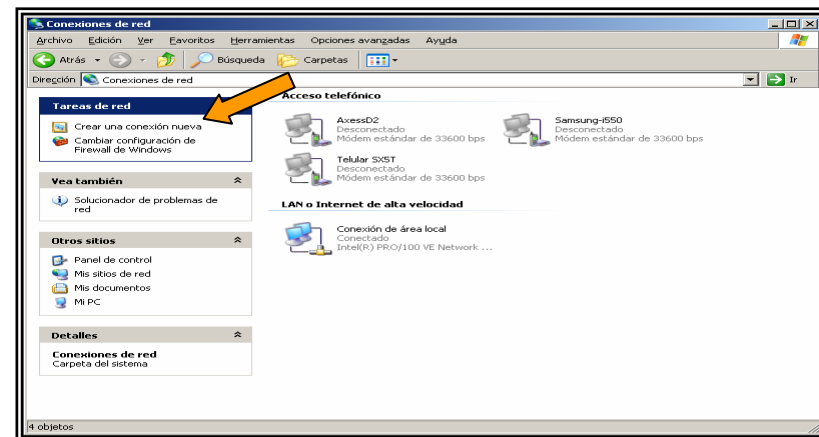 Conexiones de red
Archivo Edición Ver Favoritos Herramientas Opciones avanzadas Ayuda
Atrás Búsqueda Carpetas
Dirección Conexiones de red Ir
Tareas de red
Crear una conexión nueva
Cambiar configuración de
Firewall de Windows
Vea también
Solucionador de problemas de
red
Otros sitios
Panel de control
Mis sitios de red
Mis documentos
Mi PC
Detalles
Conexiones de red
Carpeta del sistema
Acceso telefónico
AxessD2
Desconectado
Módem estándar de 33600 bps
Samsung-i550
Desconectado
Módem estándar de 33600 bps
Telular SX5T
Desconectado
Módem estándar de 33600 bps
LAN o Internet de alta velocidad
Conexión de área local
Conectado
Intel(R) PRO/100 VE Network ...
4 objetos